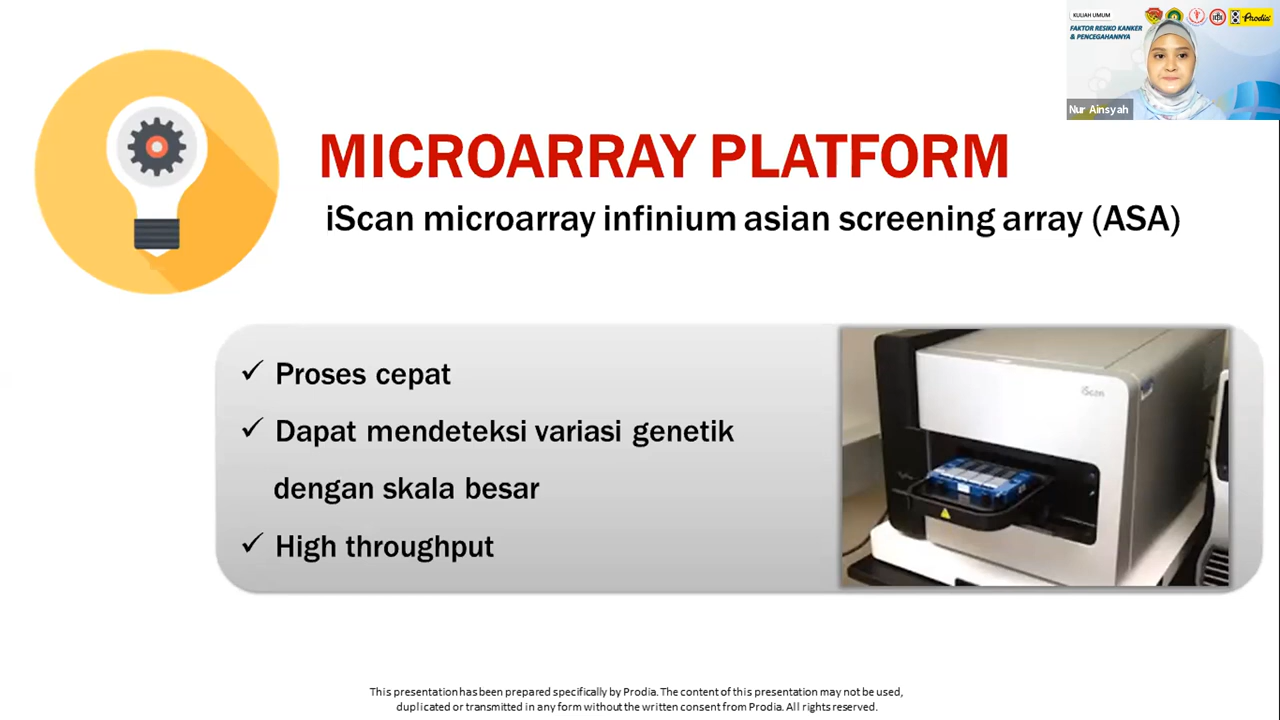 KULIAH UMUM
FAKTOR RESIKO KANKER
& PENCEGAHANNYA
Prodia
Nur Ainsyah
MICROARRAY PLATFORM
iScan microarray infinium asian screening array (ASA)
✓ Proses cepat
✓ Dapat mendeteksi variasi genetik
dengan skala besar
✓ High throughput
iScan
This presentation has been prepared specifically by Prodia. The content of this presentation may not be used,
duplicated or transmitted in any form without the written consent from Prodia. All rights reserved.